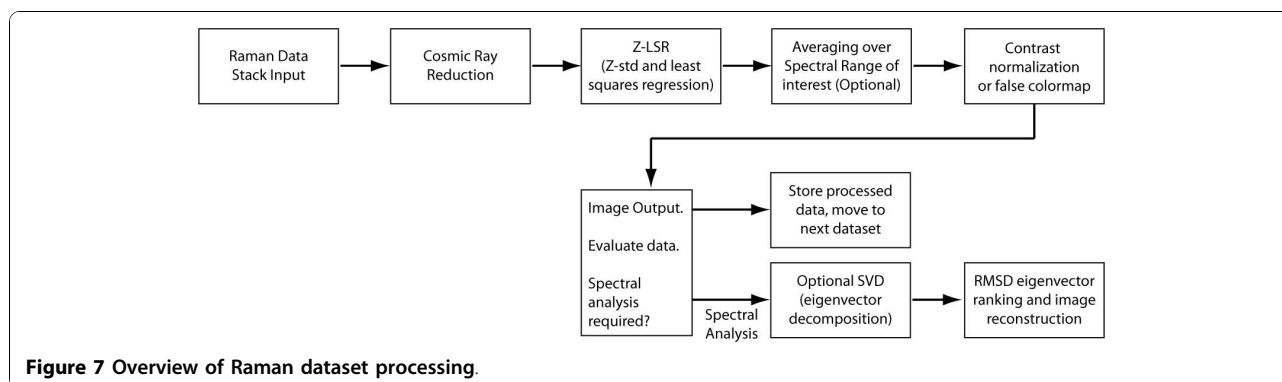 Raman Data
Stack Input
Cosmic Ray
Reduction
Z-LSR
(Z-std and least
squares regression)
Averaging over
Spectral Range of
interest (Optional)
Contrast
normalization
or false colormap
Image Output.
Evaluate data.
Spectral
analysis
required?
Store processed
data, move to
next dataset
Spectral
Analysis
Optional SVD
(eigenvector
decomposition)
RMSD eigenvector
ranking and image
reconstruction
Figure 7 Overview of Raman dataset processing.